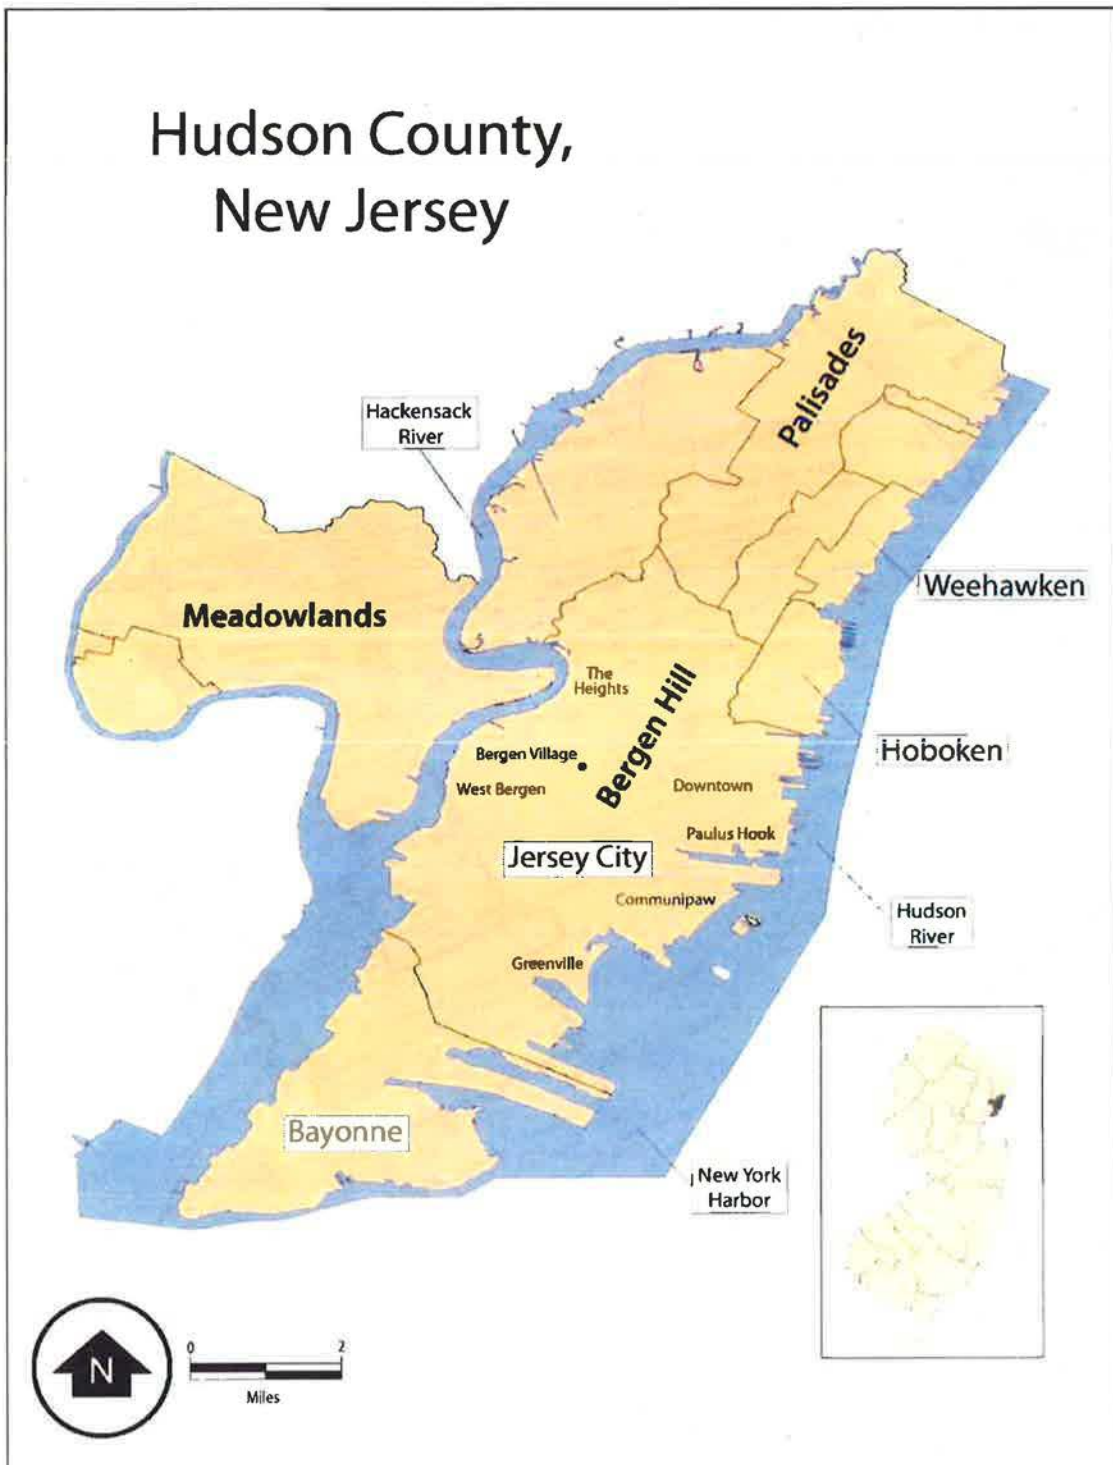 Hudson County,
New Jersey
Palisades
Hackensack
River
Weehawken
Meadowlands
The
Heights
Bergen Hill
Hoboken
Bergen Village
West Bergen
Downtown
Paulus Hook
Jersey City
Communipaw
Hudson
River
Greenville
Bayonne
New York
Harbor
N
0 2
Miles